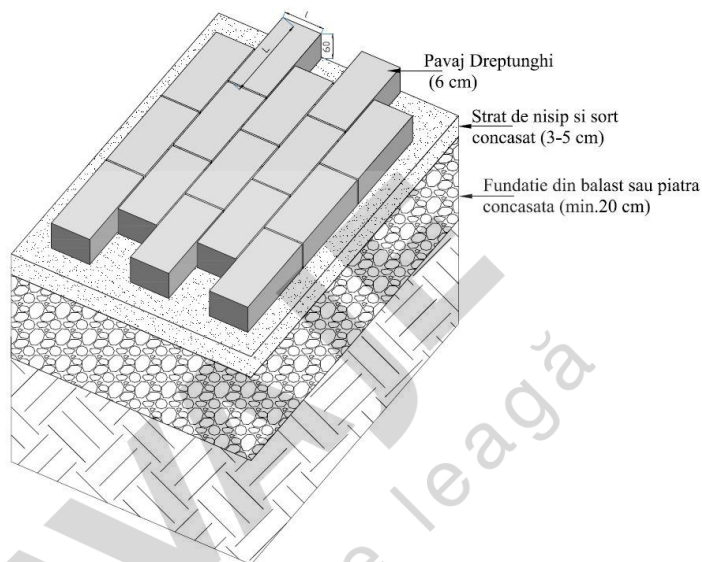 l
L
60
Pavaj Dreptunghi
(6 cm)
Strat de nisip si sort
concasat (3-5 cm)
Fundatie din balast sau piatra
concasata (min.20 cm)
VAJE
e leagă